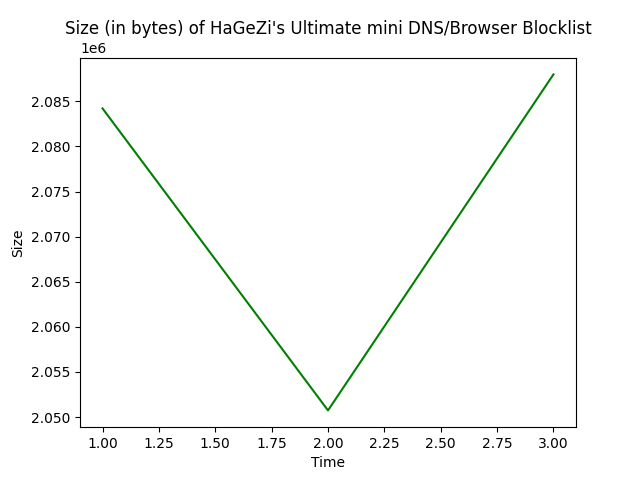 Size (in bytes) of HaGeZi's Ultimate mini DNS/Browser Blocklist
1e6
2.085
2.080
2.075
2.070
2.065
2.060
2.055
2.050
Size
1.00 1.25 1.50 1.75 2.00 2.25 2.50 2.75 3.00
Time